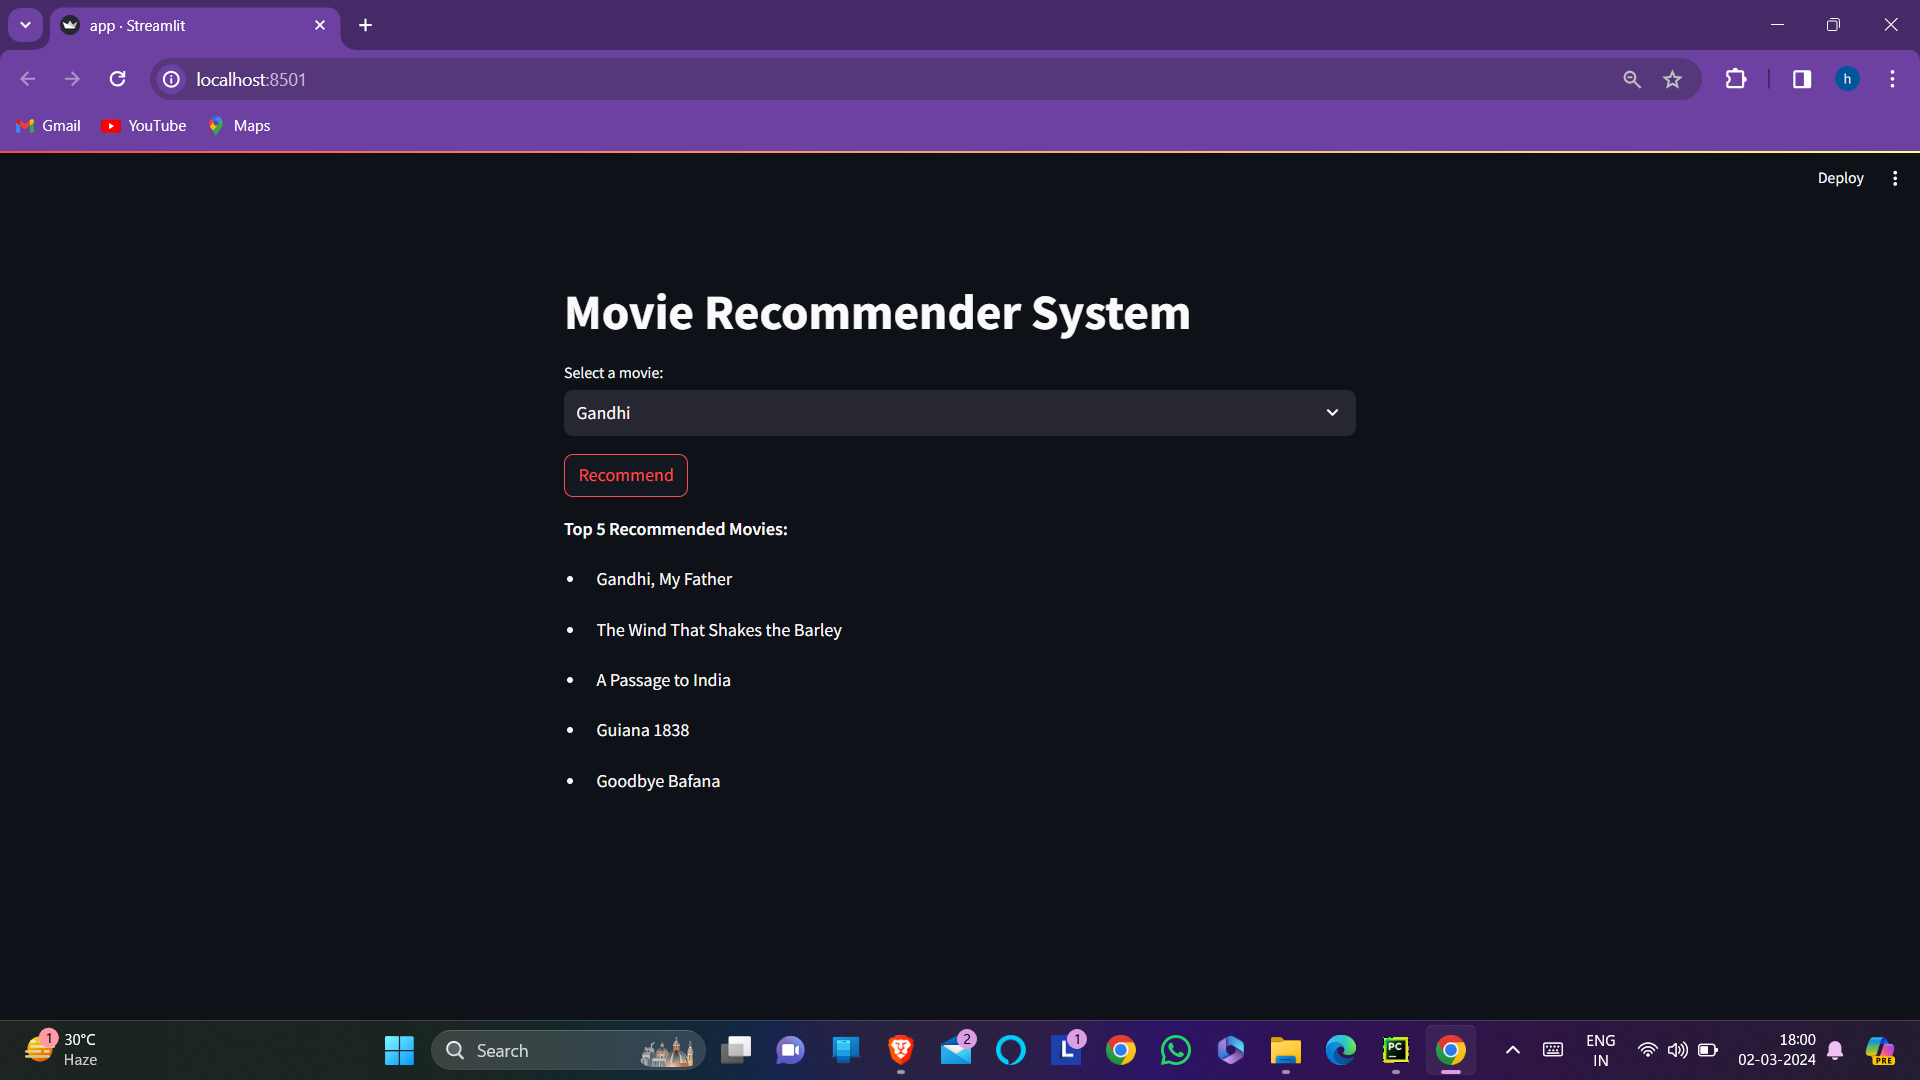 app · Streamlit
localhost:8501
h
Gmail
YouTube
Maps
Deploy
Movie Recommender System
Select a movie:
Gandhi
Recommend
Top 5 Recommended Movies:
• Gandhi, My Father
• The Wind That Shakes the Barley
• A Passage to India
• Guiana 1838
• Goodbye Bafana
1
30°C
Haze
Search
2
L
1
PC
ENG
IN
18:00
02-03-2024
PRE